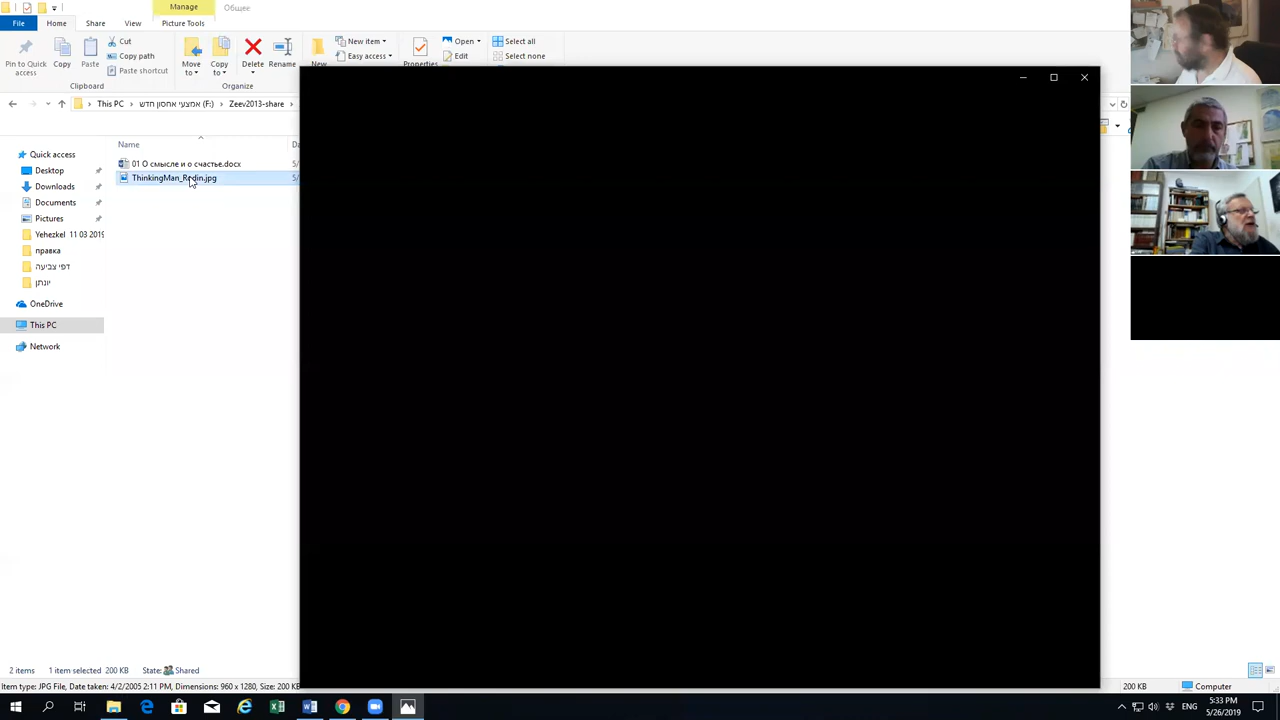 Manage
Общее
File
Home
Share
View
Picture Tools
Pin to Quick access
Copy
Paste
Cut
Copy path
Paste shortcut
Clipboard
Move to
Copy to
Delete
Rename
Organize
New
New item
Easy access
Properties
Open
Edit
Select all
Select none
This PC
אמצעי אחסון חדש (F:)
Zeev2013-share
Name
Da
Quick access
Desktop
Downloads
Documents
Pictures
Yehezkel 11 03 2019
правка
דפי צביעה
יונתן
OneDrive
This PC
Network
01 О смысле и о счастье.docx
5/
ThinkingMan_Rodin.jpg
5/
2 items
1 item selected 200 KB
State:
Shared
Item type: JPG File, Date taken: 4/2/2005 2:11 PM, Dimensions: 960 x 1280, Size: 200 KB
200 KB
Computer
ENG
5:33 PM
5/26/2019